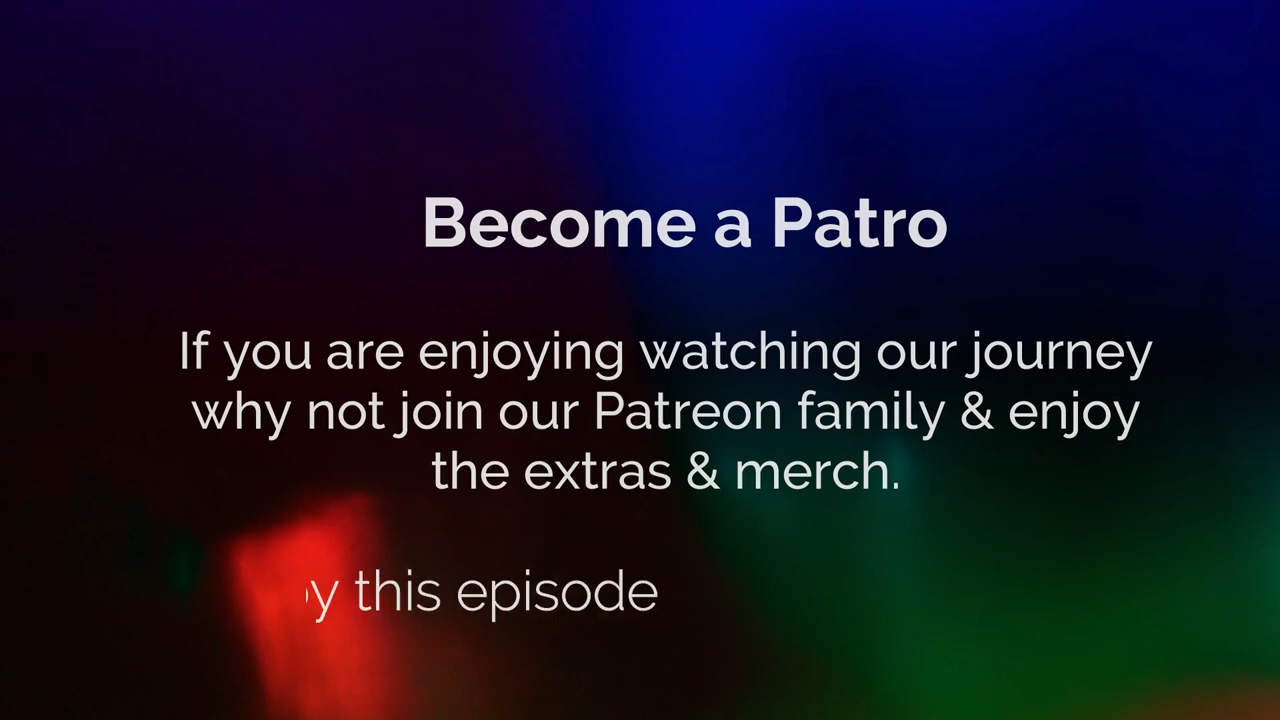 Become a Patro
If you are enjoying watching our journey
why not join our Patreon family & enjoy
the extras & merch.
y this episode